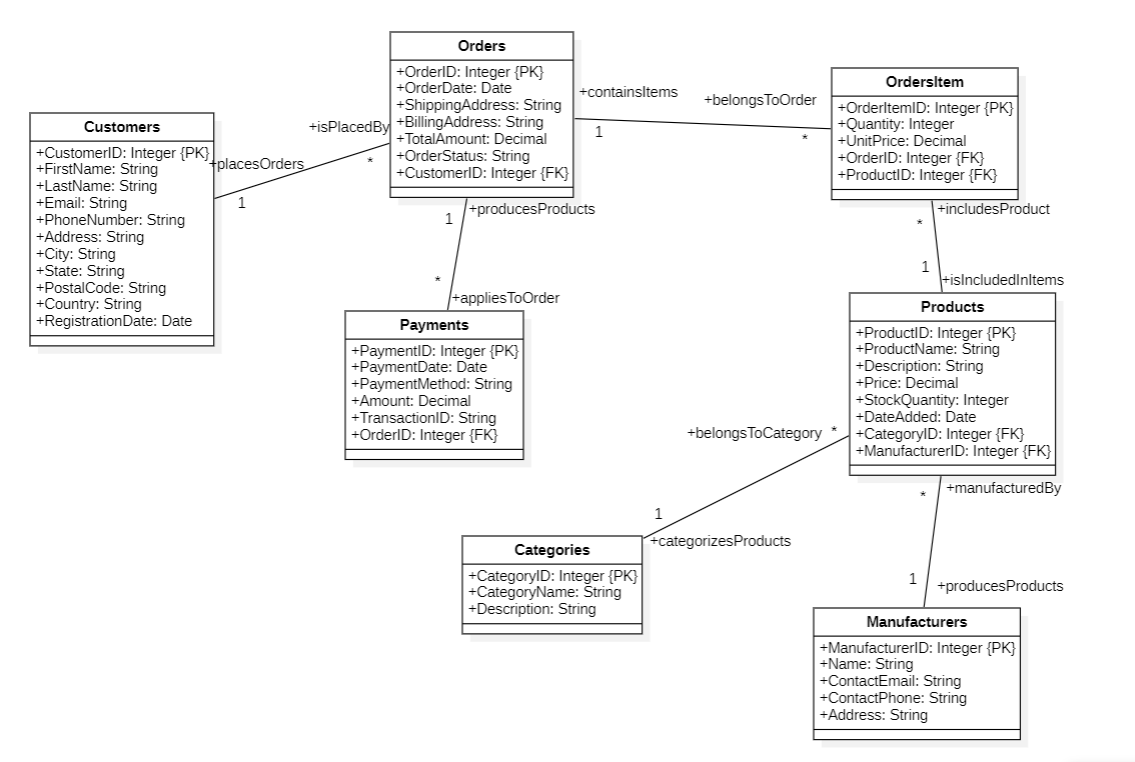 Orders
+OrderID: Integer {PK}
+OrderDate: Date
+ShippingAddress: String
+BillingAddress: String
+TotalAmount: Decimal
+OrderStatus: String
+CustomerID: Integer {FK}
+containsItems
1
+belongsToOrder
*
OrdersItem
+OrderItemID: Integer {PK}
+Quantity: Integer
+UnitPrice: Decimal
+OrderID: Integer {FK}
+ProductID: Integer {FK}
Customers
+CustomerID: Integer {PK}
+FirstName: String
+LastName: String
+Email: String
+PhoneNumber: String
+Address: String
+City: String
+State: String
+PostalCode: String
+Country: String
+RegistrationDate: Date
+placesOrders
1
+isPlacedBy
*
1
+producesProducts
*
+appliesToOrder
Payments
+PaymentID: Integer {PK}
+PaymentDate: Date
+PaymentMethod: String
+Amount: Decimal
+TransactionID: String
+OrderID: Integer {FK}
+includesProduct
*
1
+isIncludedInItems
Products
+ProductID: Integer {PK}
+ProductName: String
+Description: String
+Price: Decimal
+StockQuantity: Integer
+DateAdded: Date
+CategoryID: Integer {FK}
+ManufacturerID: Integer {FK}
+belongsToCategory
*
1
+categorizesProducts
Categories
+CategoryID: Integer {PK}
+CategoryName: String
+Description: String
*
+manufacturedBy
1
+producesProducts
Manufacturers
+ManufacturerID: Integer {PK}
+Name: String
+ContactEmail: String
+ContactPhone: String
+Address: String